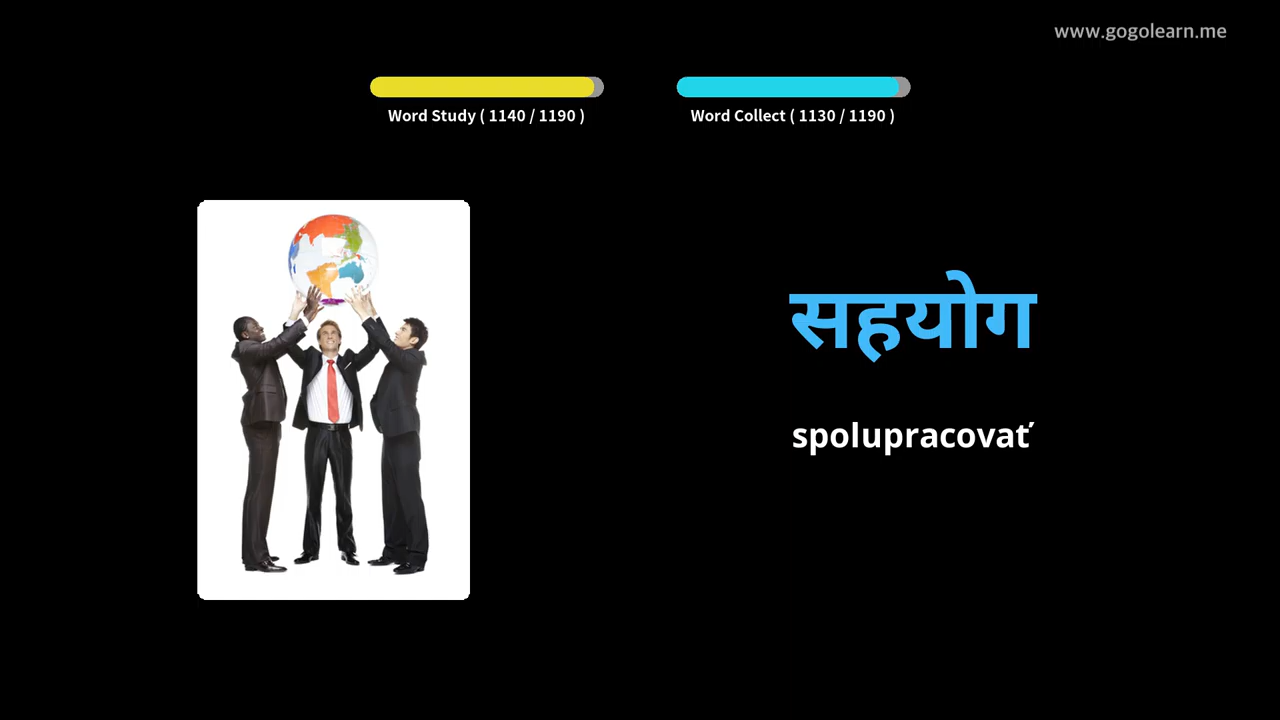 www.gogolearn.me
Word Study ( 1140 / 1190 )
Word Collect ( 1130 / 1190 )
सहयोग
spolupracovať